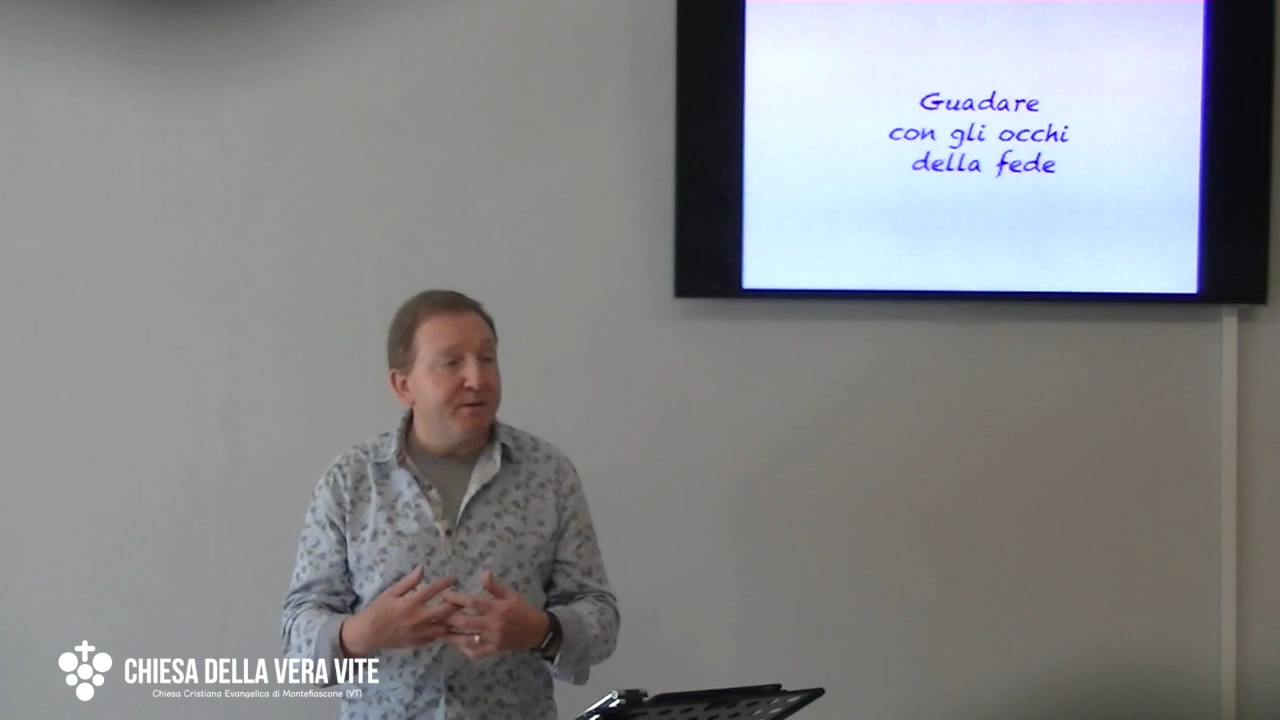 Guadare
con gli occhi
della fede
CHIESA DELLA VERA VITE
Chiesa Cristiana Evangelica di Montefiascone (VT)